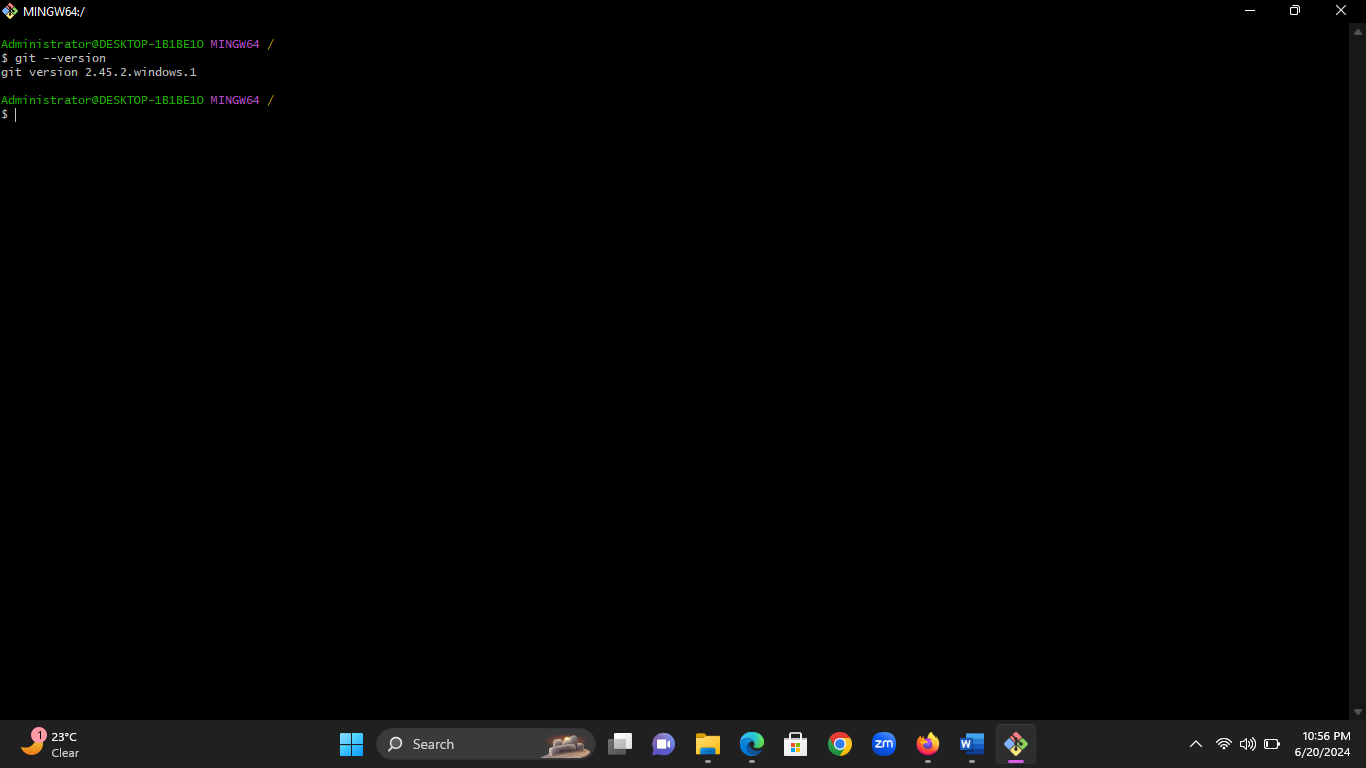 MINGW64:/
Administrator@DESKTOP-1B1BE1O MINGW64 /
$ git --version
git version 2.45.2.windows.1
Administrator@DESKTOP-1B1BE1O MINGW64 /
$
1
23°C
Clear
Search
zm
W
10:56 PM
6/20/2024